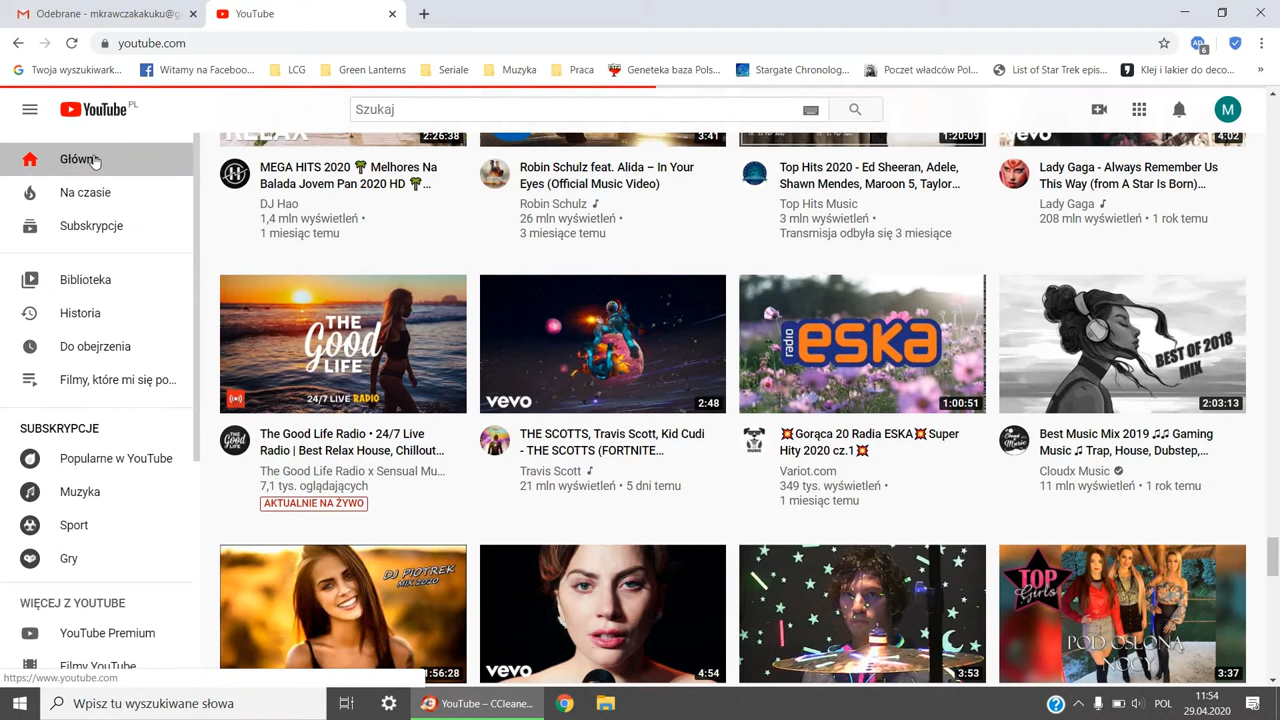 Odebrane - mkrawczakakuku@g
YouTube
youtube.com
AP
6
Twoja wyszukiwark...
Witamy na Faceboo...
LCG
Green Lanterns
Seriale
Muzyka
Praca
Geneteka baza Pols...
Stargate Chronolog...
Poczet władców Pol...
List of Star Trek epis...
Klej i lakier do deco...
»
YouTube PL
Szukaj
M
Główna
Na czasie
Subskrypcje
Biblioteka
Historia
Do obejrzenia
Filmy, które mi się po...
SUBSKRYPCJE
Popularne w YouTube
Muzyka
Sport
Gry
WIĘCEJ Z YOUTUBE
YouTube Premium
Filmy YouTube
https://www.youtube.com
RELAX
2:26:38
MEGA HITS 2020 🌴 Melhores Na
Balada Jovem Pan 2020 HD 🌴...
DJ Hao
1,4 mln wyświetleń •
1 miesiąc temu
3:41
Robin Schulz feat. Alida – In Your
Eyes (Official Music Video)
Robin Schulz ♪
26 mln wyświetleń •
3 miesiące temu
1:20:09
Top Hits 2020 - Ed Sheeran, Adele,
Shawn Mendes, Maroon 5, Taylor...
Top Hits Music
3 mln wyświetleń •
Transmisja odbyła się 3 miesiące
vevo
4:02
Lady Gaga - Always Remember Us
This Way (from A Star Is Born)...
Lady Gaga ♪
208 mln wyświetleń • 1 rok temu
THE
Good
LIFE
24/7 LIVE RADIO
The Good Life Radio • 24/7 Live
Radio | Best Relax House, Chillout...
The Good Life Radio x Sensual Mu...
7,1 tys. oglądających
AKTUALNIE NA ŻYWO
vevo
2:48
THE SCOTTS, Travis Scott, Kid Cudi
- THE SCOTTS (FORTNITE...
Travis Scott ♪
21 mln wyświetleń • 5 dni temu
radio ESKA
1:00:51
💥Gorąca 20 Radia ESKA💥Super
Hity 2020 cz.1💥
Variot.com
349 tys. wyświetleń •
1 miesiąc temu
BEST OF 2018
MIX
2:03:13
Best Music Mix 2019 ♫♫ Gaming
Music ♫ Trap, House, Dubstep,...
Cloudx Music
11 mln wyświetleń • 1 rok temu
DJ PIOTREK
MIX 2020
1:56:28
vevo
4:54
3:53
TOP
Girls
POD OSŁONĄ
NOCY
3:37
Wpisz tu wyszukiwane słowa
YouTube – CCleane...
POL
11:54
29.04.2020